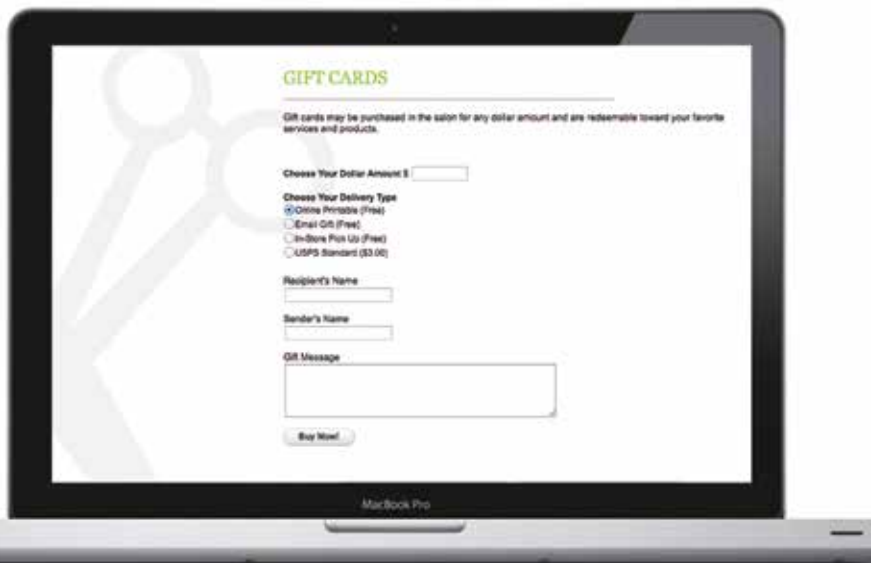 GIFT CARDS
Gift cards may be purchased in the salon for any dollar amount and are redeemable toward your favorite
services and products.
Choose Your Dollar Amount $
Choose Your Delivery Type
Online Printable (Free)
Email Gift (Free)
In-Store Pick Up (Free)
USPS Standard ($3.00)
Recipient's Name
Sender's Name
Gift Message
Buy Now!
MacBook Pro